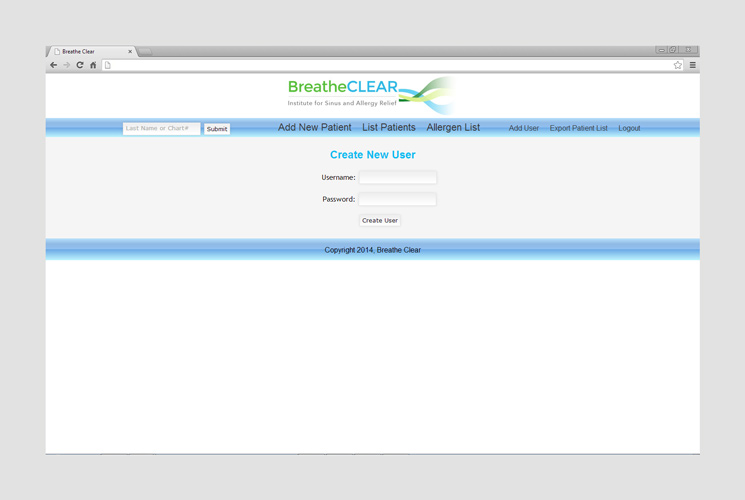 Breathe Clear
BreatheCLEAR
Institute for Sinus and Allergy Relief
Last Name or Chart# Submit Add New Patient List Patients Allergen List Add User Export Patient List Logout
Create New User
Username:
Password:
Create User
Copyright 2014, Breathe Clear